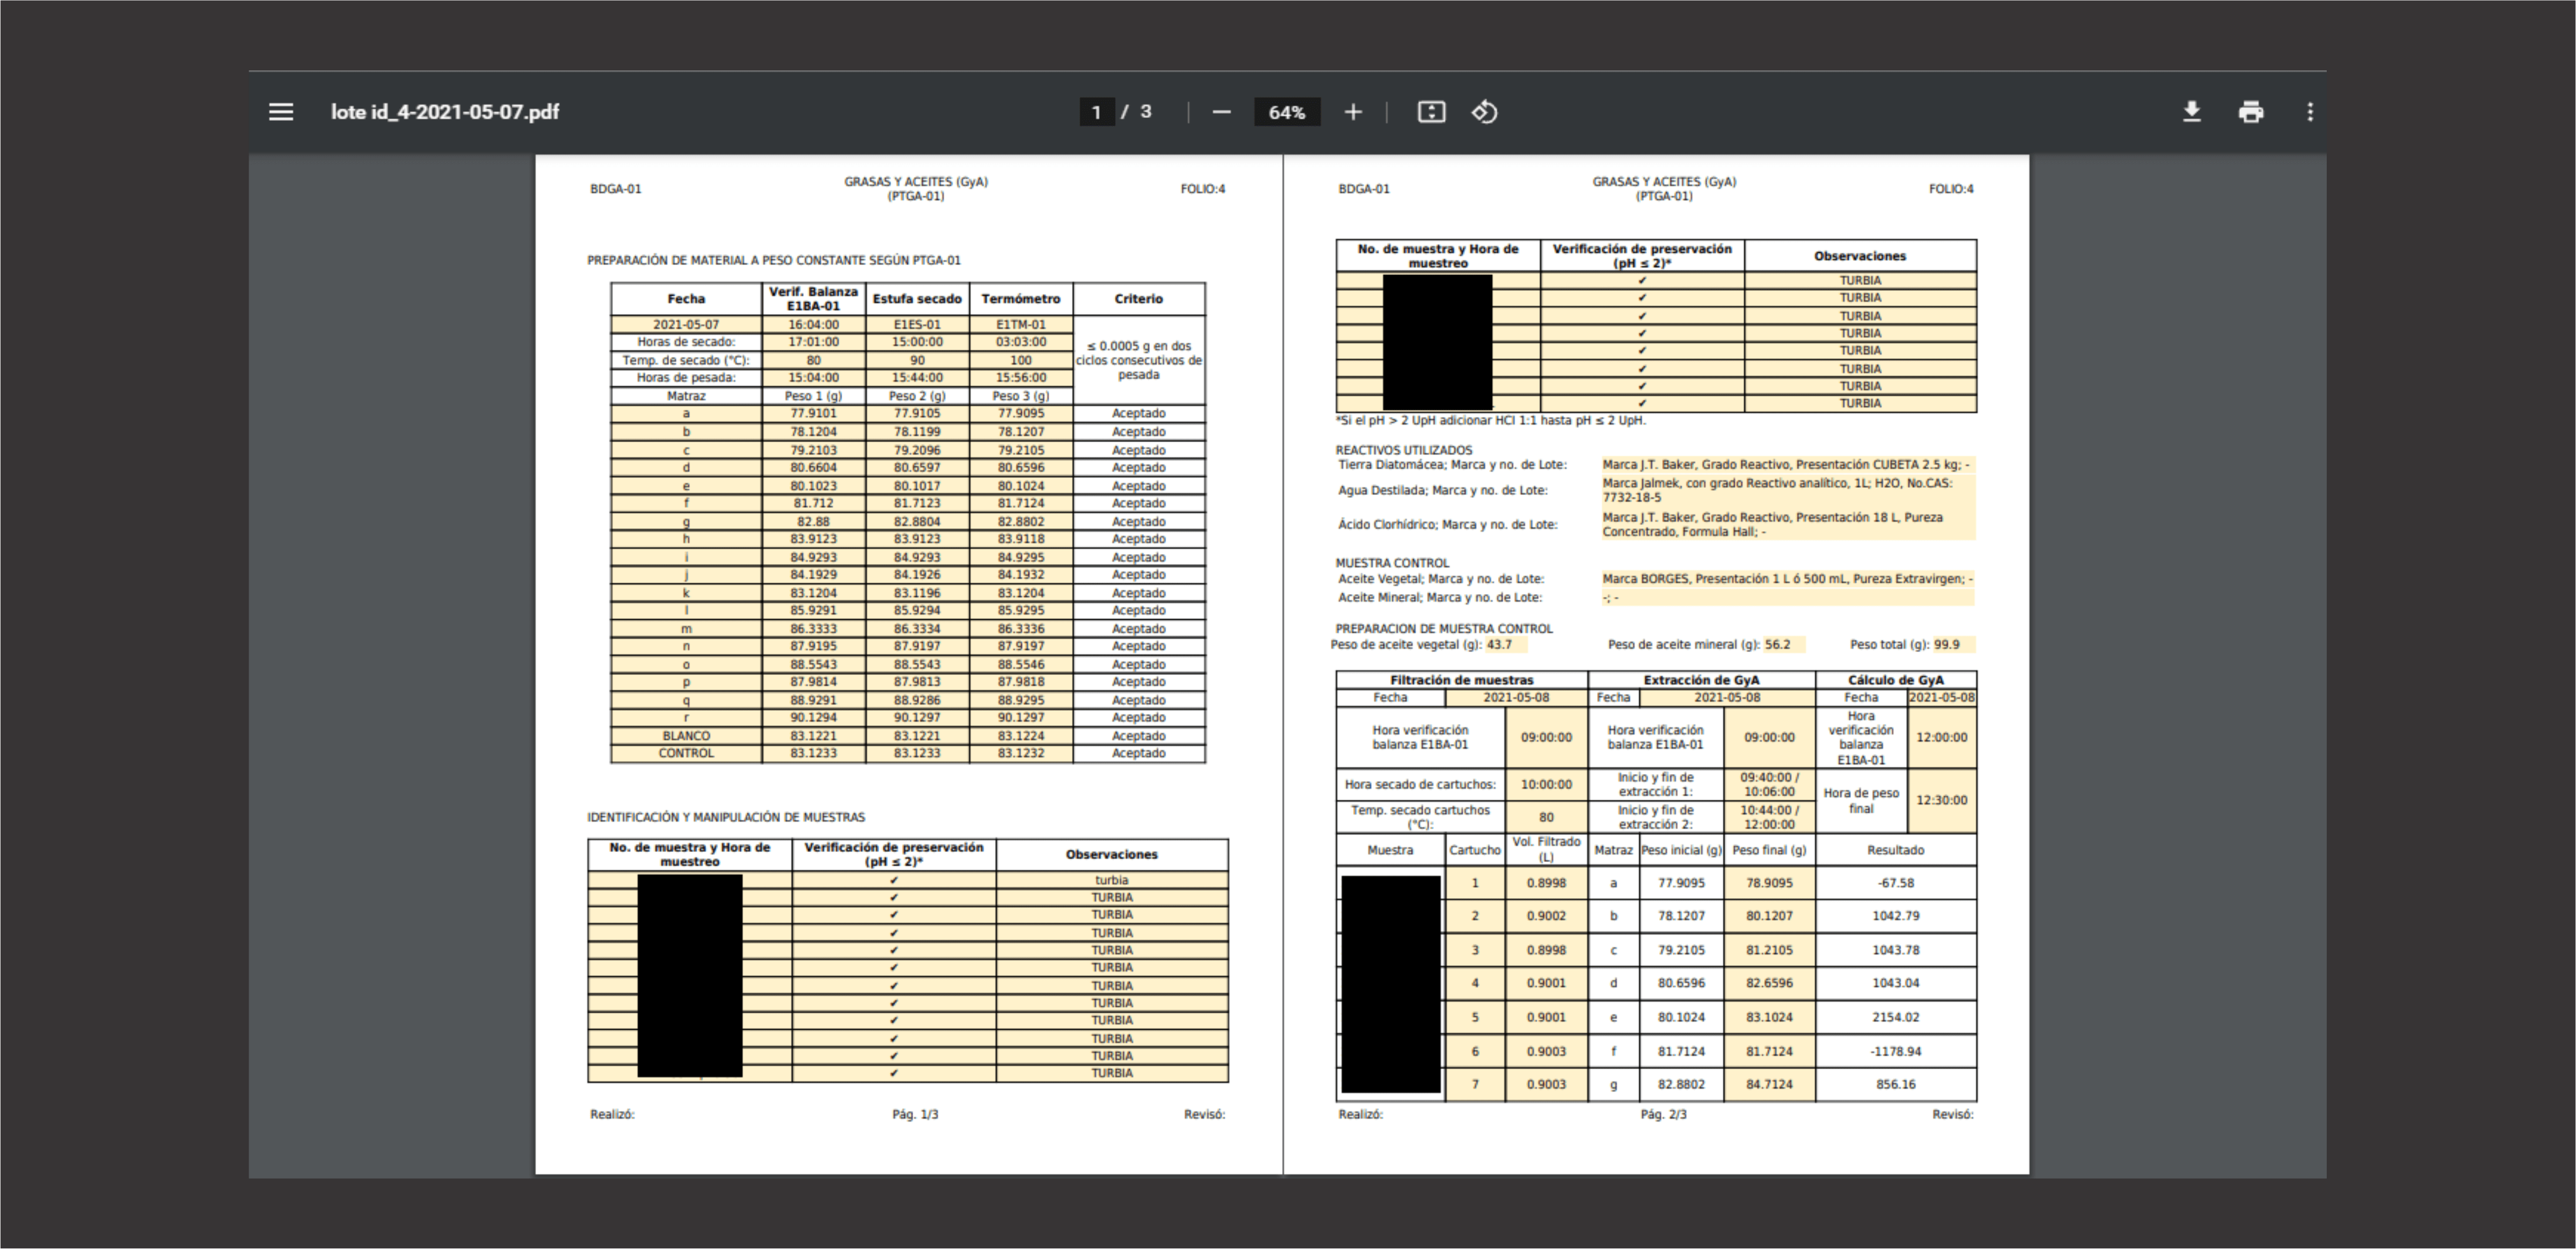 lote id_4-2021-05-07.pdf
1 / 3
64%
BDGA-01
GRASAS Y ACEITES (GyA)
(PTGA-01)
FOLIO:4
PREPARACIÓN DE MATERIAL A PESO CONSTANTE SEGÚN PTGA-01
Fecha Verif. Balanza E1BA-01 Estufa secado Termómetro Criterio
2021-05-07 16:04:00 E1ES-01 E1TM-01 ≤ 0.0005 g en dos ciclos consecutivos de pesada
Horas de secado: 17:01:00 15:00:00 03:03:00
Temp. de secado (°C): 80 90 100
Horas de pesada: 15:04:00 15:44:00 15:56:00
Matraz Peso 1 (g) Peso 2 (g) Peso 3 (g)
a 77.9101 77.9105 77.9095 Aceptado
b 78.1204 78.1199 78.1207 Aceptado
c 79.2103 79.2096 79.2105 Aceptado
d 80.6604 80.6597 80.6596 Aceptado
e 80.1023 80.1017 80.1024 Aceptado
f 81.712 81.7123 81.7124 Aceptado
g 82.88 82.8804 82.8802 Aceptado
h 83.9123 83.9123 83.9118 Aceptado
i 84.9293 84.9293 84.9295 Aceptado
j 84.1929 84.1926 84.1932 Aceptado
k 83.1204 83.1196 83.1204 Aceptado
l 85.9291 85.9294 85.9295 Aceptado
m 86.3333 86.3334 86.3336 Aceptado
n 87.9195 87.9197 87.9197 Aceptado
o 88.5543 88.5543 88.5546 Aceptado
p 87.9814 87.9813 87.9818 Aceptado
q 88.9291 88.9286 88.9295 Aceptado
r 90.1294 90.1297 90.1297 Aceptado
BLANCO 83.1221 83.1221 83.1224 Aceptado
CONTROL 83.1233 83.1233 83.1232 Aceptado
IDENTIFICACIÓN Y MANIPULACIÓN DE MUESTRAS
No. de muestra y Hora de muestreo Verificación de preservación (pH ≤ 2)* Observaciones
✔ turbia
✔ TURBIA
✔ TURBIA
✔ TURBIA
✔ TURBIA
✔ TURBIA
✔ TURBIA
✔ TURBIA
✔ TURBIA
✔ TURBIA
✔ TURBIA
✔ TURBIA
Realizó: Pág. 1/3 Revisó:
BDGA-01
GRASAS Y ACEITES (GyA)
(PTGA-01)
FOLIO:4
No. de muestra y Hora de muestreo Verificación de preservación (pH ≤ 2)* Observaciones
✔ TURBIA
✔ TURBIA
✔ TURBIA
✔ TURBIA
✔ TURBIA
✔ TURBIA
✔ TURBIA
✔ TURBIA
*Si el pH > 2 UpH adicionar HCl 1:1 hasta pH ≤ 2 UpH.
REACTIVOS UTILIZADOS
Tierra Diatomácea; Marca y no. de Lote: Marca J.T. Baker, Grado Reactivo, Presentación CUBETA 2.5 kg; -
Agua Destilada; Marca y no. de Lote: Marca Jalmek, con grado Reactivo analítico, 1L; H2O, No.CAS:
7732-18-5
Ácido Clorhídrico; Marca y no. de Lote: Marca J.T. Baker, Grado Reactivo, Presentación 18 L, Pureza
Concentrado, Formula Hall; -
MUESTRA CONTROL
Aceite Vegetal; Marca y no. de Lote: Marca BORGES, Presentación 1 L ó 500 mL, Pureza Extravirgen; -
Aceite Mineral; Marca y no. de Lote: -; -
PREPARACION DE MUESTRA CONTROL
Peso de aceite vegetal (g): 43.7 Peso de aceite mineral (g): 56.2 Peso total (g): 99.9
Filtración de muestras Extracción de GyA Cálculo de GyA
Fecha 2021-05-08 Fecha 2021-05-08 Fecha 2021-05-08
Hora verificación balanza E1BA-01 09:00:00 Hora verificación balanza E1BA-01 09:00:00 Hora verificación balanza E1BA-01 12:00:00
Hora secado de cartuchos: 10:00:00 Inicio y fin de extracción 1: 09:40:00 / 10:06:00 Hora de peso final 12:30:00
Temp. secado cartuchos (°C): 80 Inicio y fin de extracción 2: 10:44:00 / 12:00:00
Muestra Cartucho Vol. Filtrado (L) Matraz Peso inicial (g) Peso final (g) Resultado
1 0.8998 a 77.9095 78.9095 -67.58
2 0.9002 b 78.1207 80.1207 1042.79
3 0.8998 c 79.2105 81.2105 1043.78
4 0.9001 d 80.6596 82.6596 1043.04
5 0.9001 e 80.1024 83.1024 2154.02
6 0.9003 f 81.7124 81.7124 -1178.94
7 0.9003 g 82.8802 84.7124 856.16
Realizó: Pág. 2/3 Revisó: